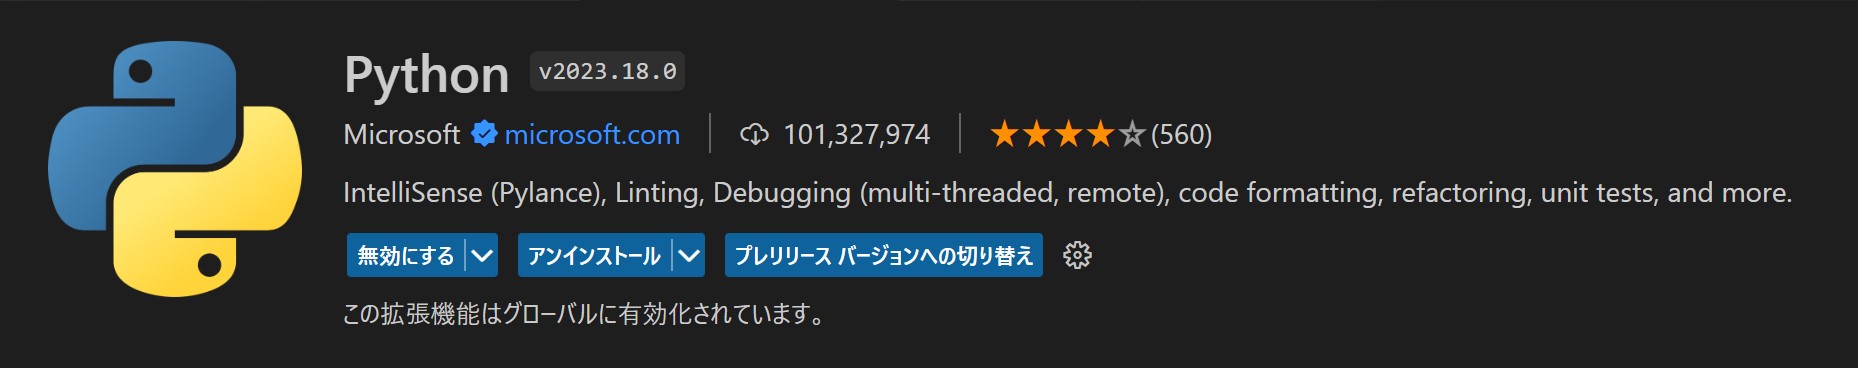 Python v2023.18.0
Microsoft microsoft.com 101,327,974 (560)
IntelliSense (Pylance), Linting, Debugging (multi-threaded, remote), code formatting, refactoring, unit tests, and more.
無効にする アンインストール プレリリース バージョンへの切り替え
この拡張機能はグローバルに有効化されています。